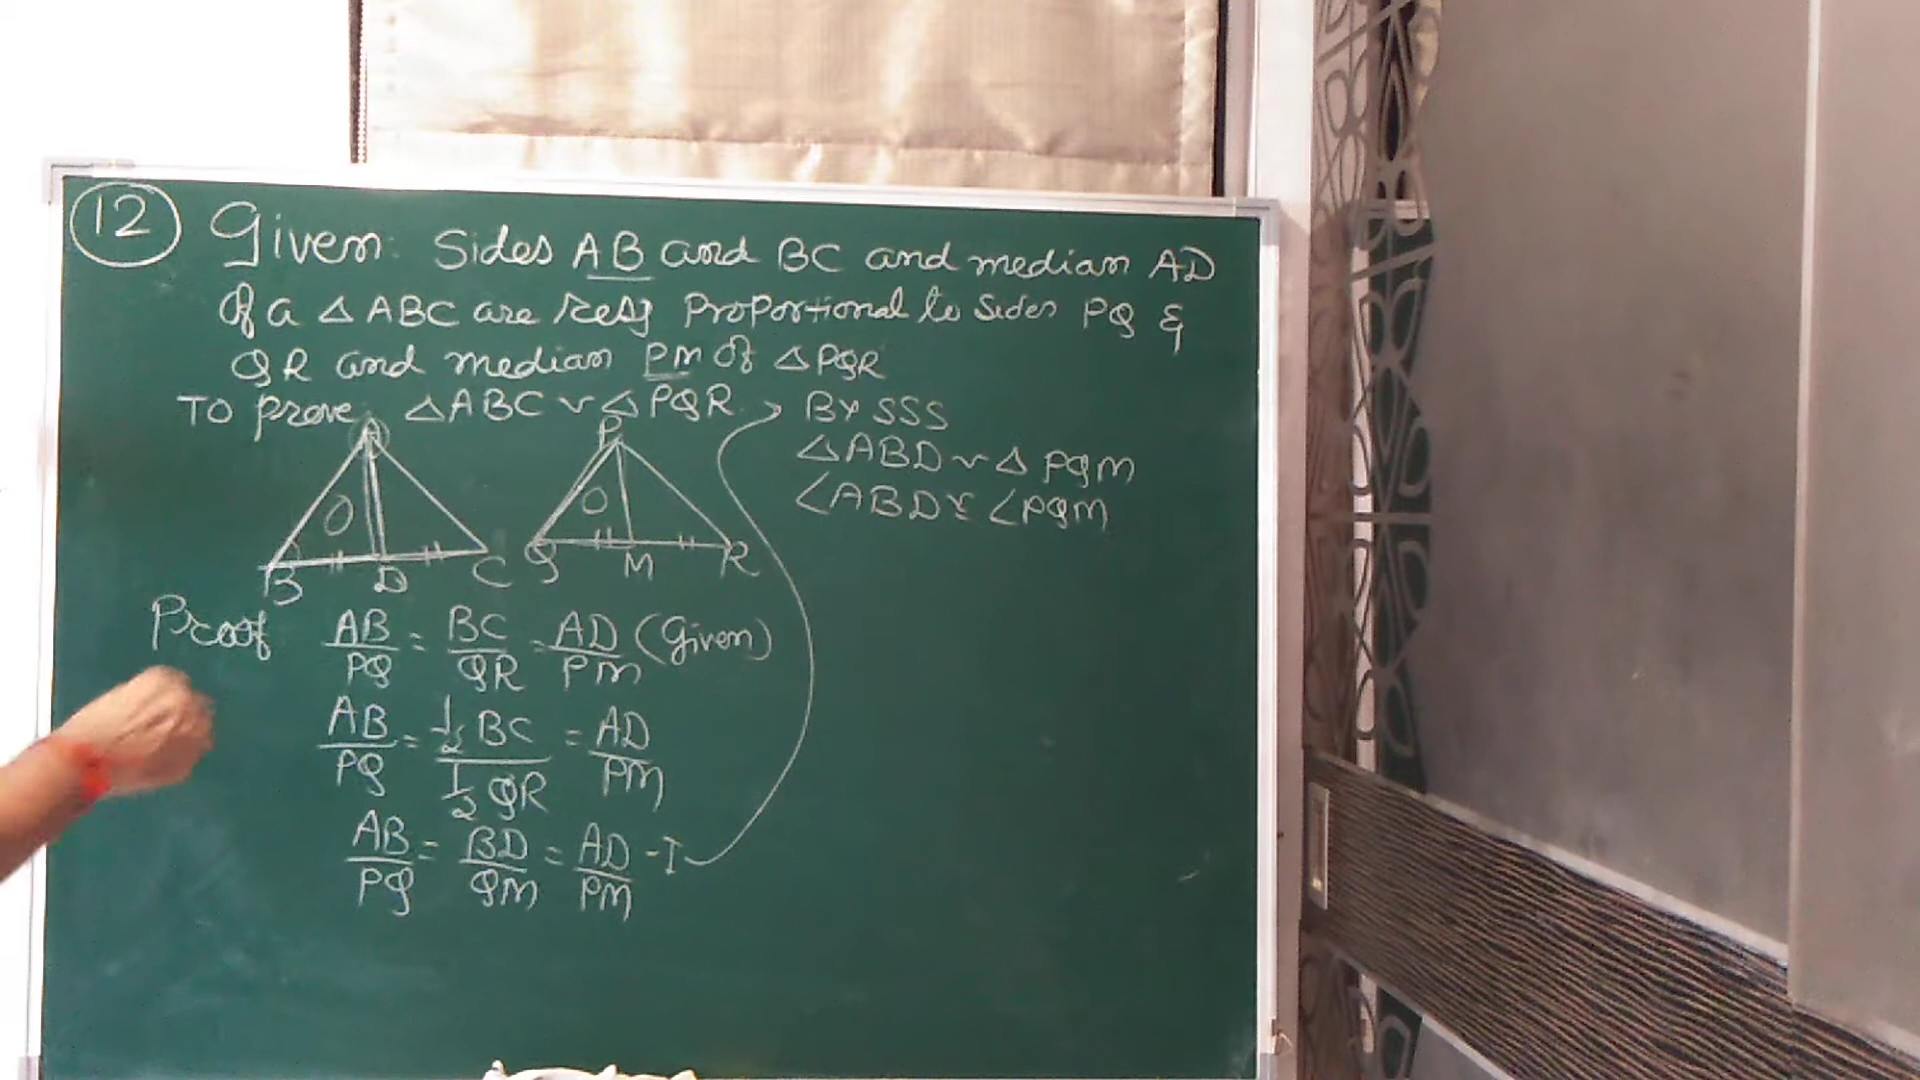 12 Given: Sides AB and BC and median AD
of a △ABC are resp proportional to sides PQ &
QR and median PM of △PQR
To prove △ABC ~ △PQR
A
P
O
O
B D C
Q M R
Proof AB/PQ = BC/QR = AD/PM (Given)
AB/PQ = ½ BC / ½ QR = AD/PM
AB/PQ = BD/QM = AD/PM - I
By SSS
△ABD ~ △PQM
∠ABD ≅ ∠PQM